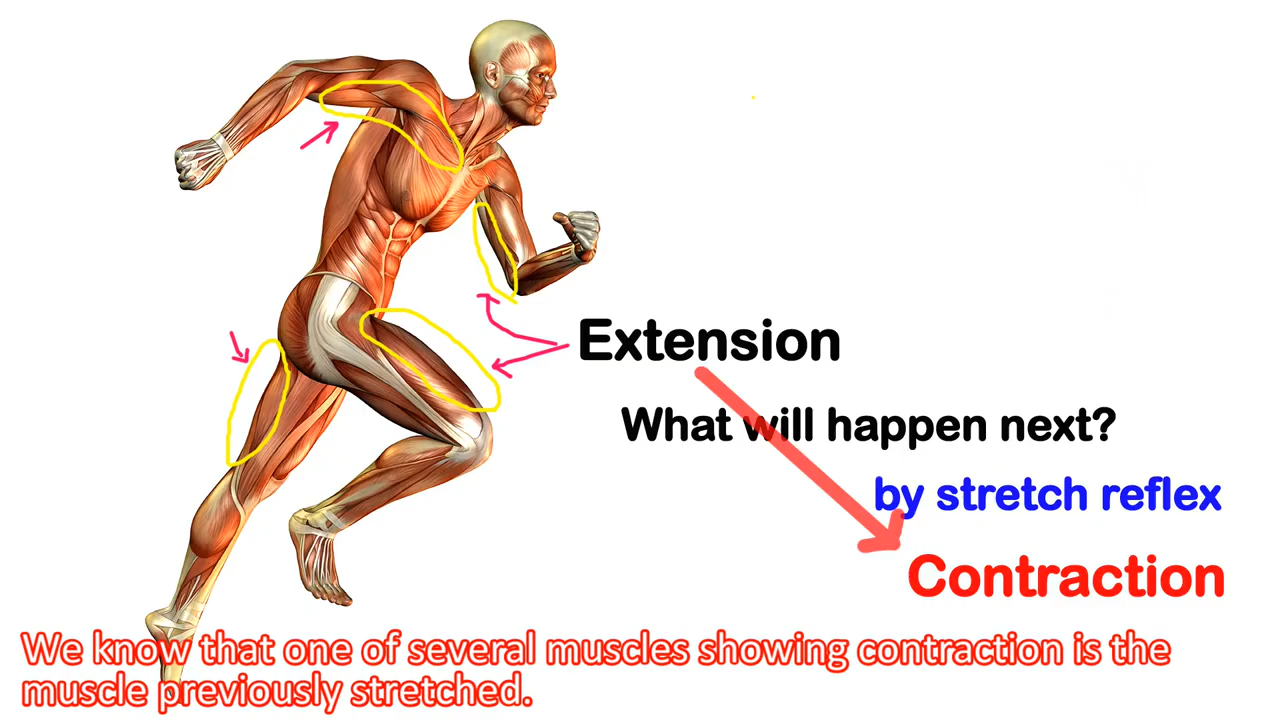 Extension
What will happen next?
by stretch reflex
Contraction
We know that one of several muscles showing contraction is the
muscle previously stretched.